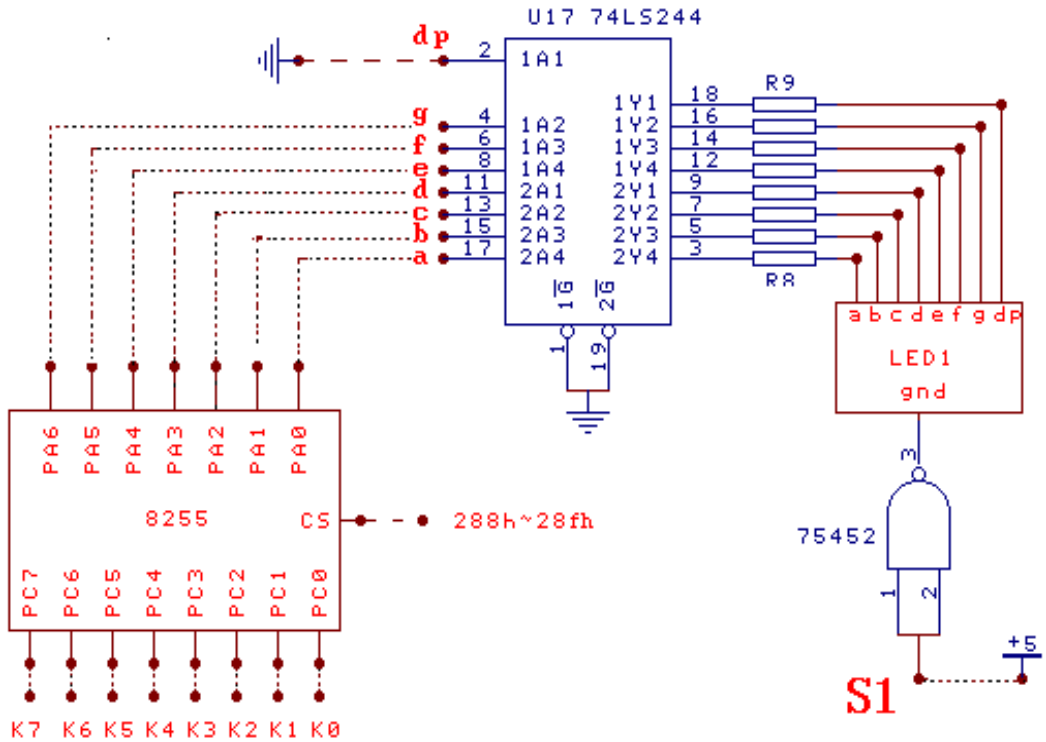 U17 74LS244
dp
2
1A1
R9
1Y1
18
g
4
1A2
1Y2
16
f
6
1A3
1Y3
14
e
8
1A4
1Y4
12
d
11
2A1
2Y1
9
c
13
2A2
2Y2
7
b
15
2A3
2Y3
5
a
17
2A4
2Y4
3
R8
1G
2G
1
19
a b c d e f g dp
LED1
gnd
PA6 PA5 PA4 PA3 PA2 PA1 PA0
8255
CS
288h~28fh
3
75452
1
2
PC7 PC6 PC5 PC4 PC3 PC2 PC1 PC0
+5
S1
K7 K6 K5 K4 K3 K2 K1 K0